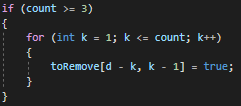 if (count >= 3)
{
    for (int k = 1; k <= count; k++)
    {
        toRemove[d - k, k - 1] = true;
    }
}